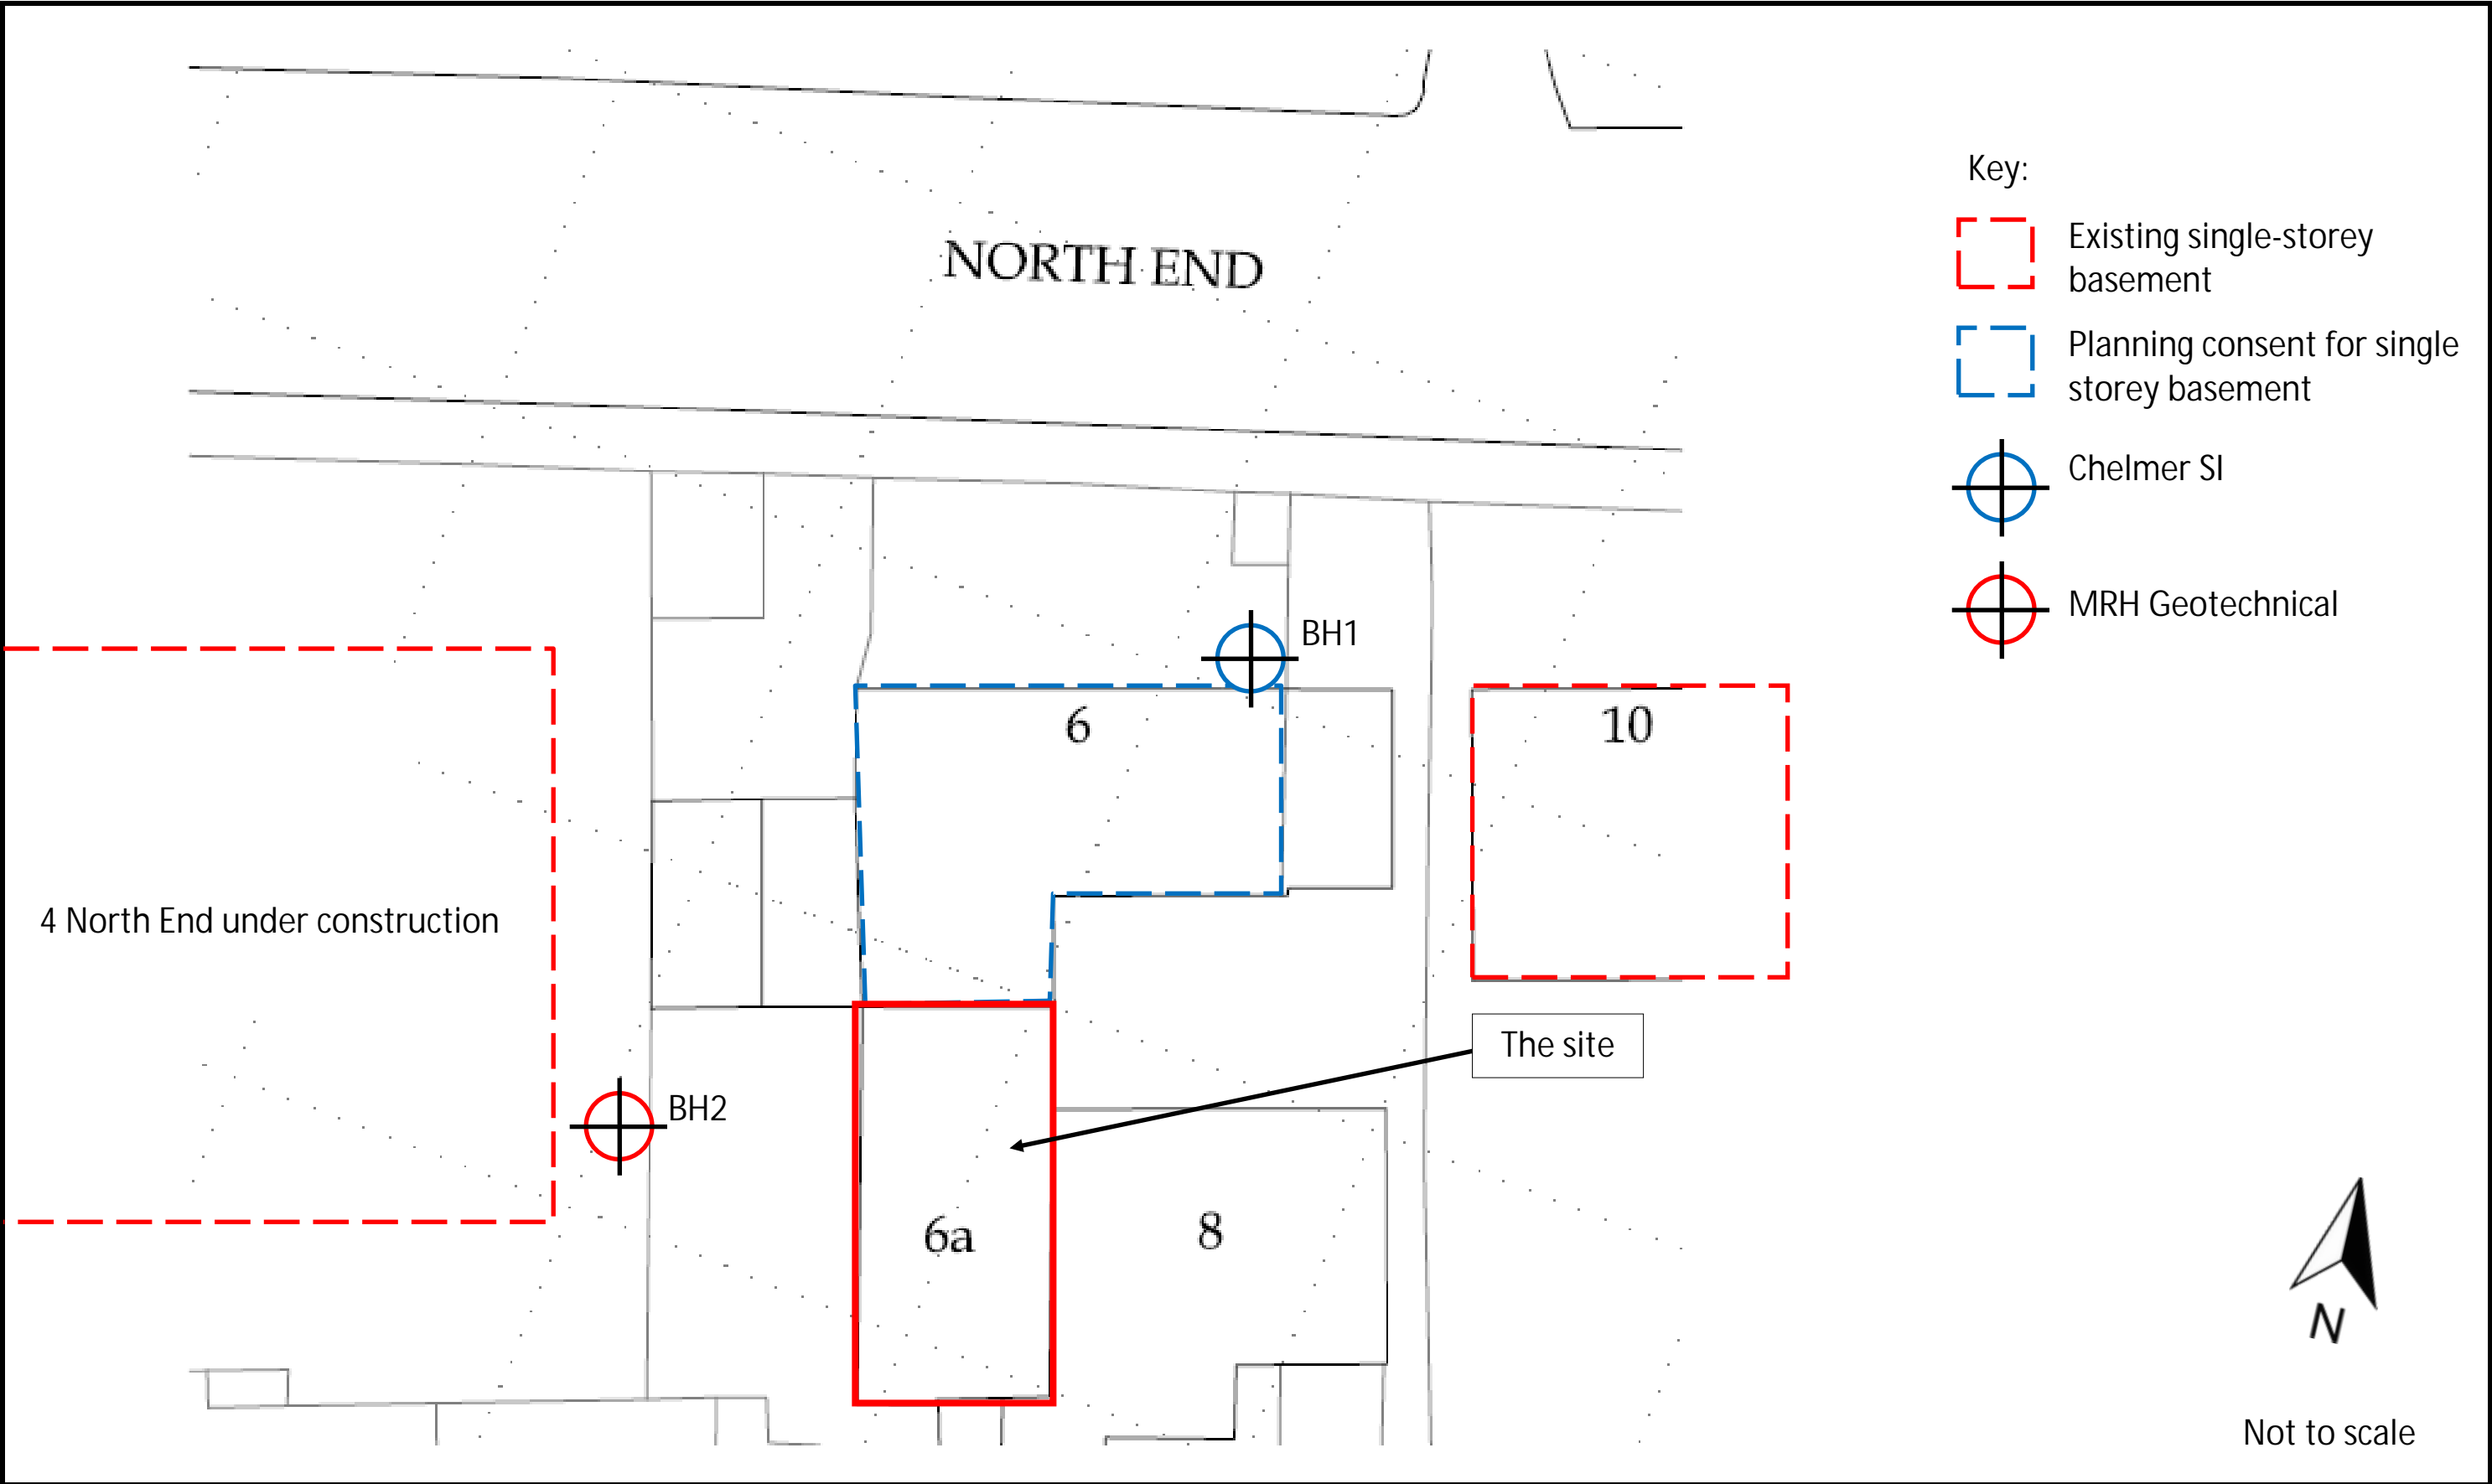 NORTH END
Key:
Existing single-storey
basement
Planning consent for single
storey basement
Chelmer SI
MRH Geotechnical
BH1
6
10
4 North End under construction
The site
BH2
6a
8
N
Not to scale